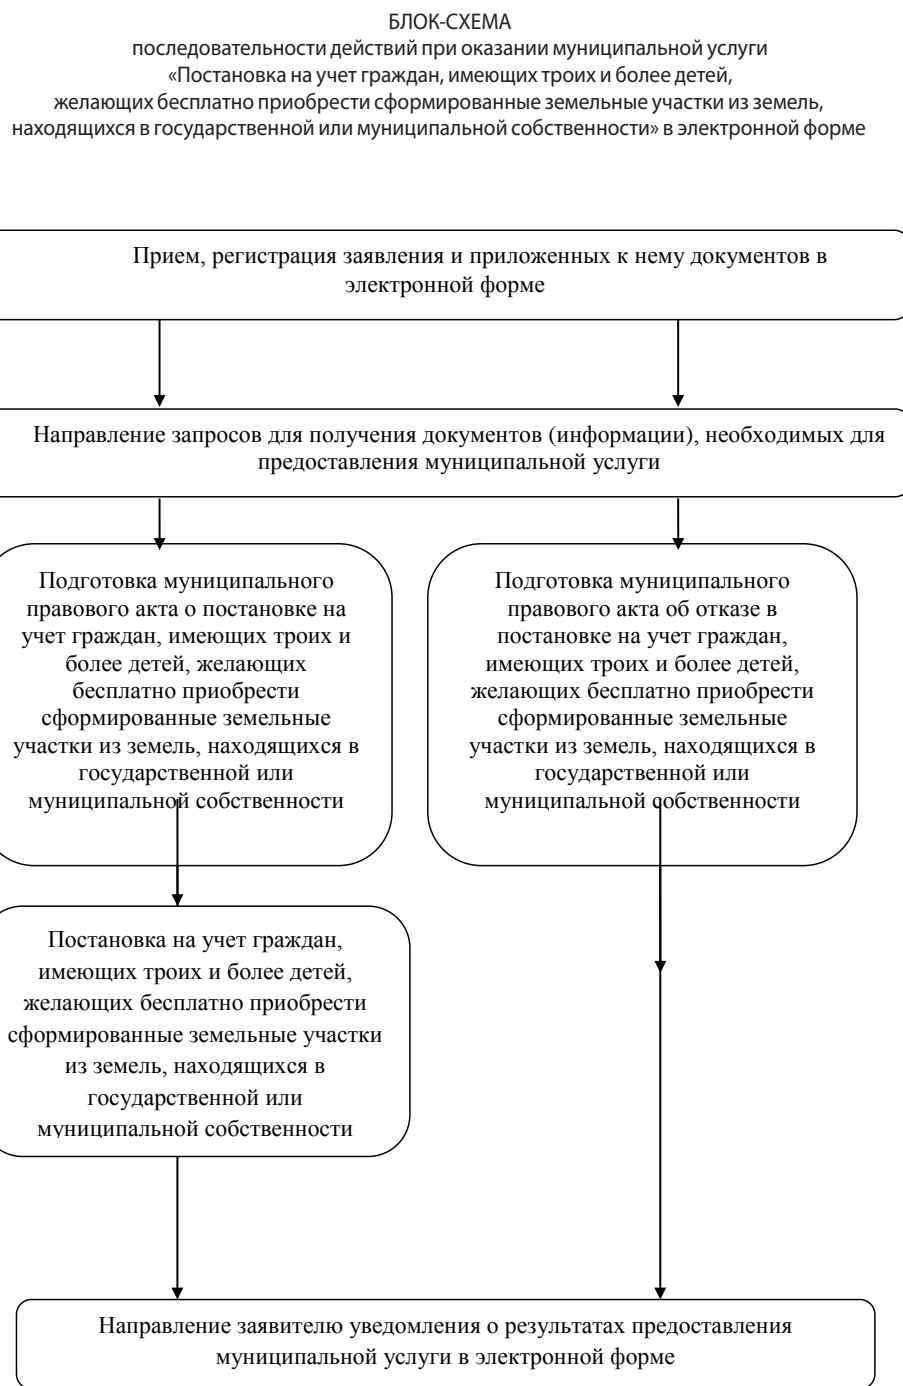 БЛОК-СХЕМА
последовательности действий при оказании муниципальной услуги
«Постановка на учет граждан, имеющих троих и более детей,
желающих бесплатно приобрести сформированные земельные участки из земель,
находящихся в государственной или муниципальной собственности» в электронной форме
Прием, регистрация заявления и приложенных к нему документов в
электронной форме
Направление запросов для получения документов (информации), необходимых для
предоставления муниципальной услуги
Подготовка муниципального
правового акта о постановке на
учет граждан, имеющих троих и
более детей, желающих
бесплатно приобрести
сформированные земельные
участки из земель, находящихся в
государственной или
муниципальной собственности
Подготовка муниципального
правового акта об отказе в
постановке на учет граждан,
имеющих троих и более детей,
желающих бесплатно приобрести
сформированные земельные
участки из земель, находящихся в
государственной или
муниципальной собственности
Постановка на учет граждан,
имеющих троих и более детей,
желающих бесплатно приобрести
сформированные земельные участки
из земель, находящихся в
государственной или
муниципальной собственности
Направление заявителю уведомления о результатах предоставления
муниципальной услуги в электронной форме